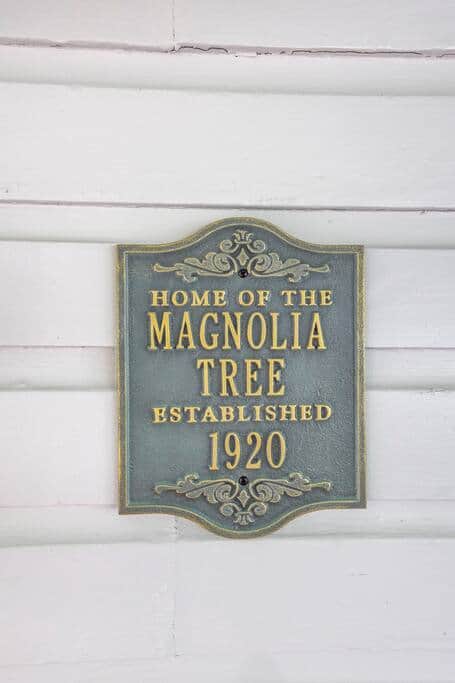 HOME OF THE
MAGNOLIA
TREE
ESTABLISHED
1920